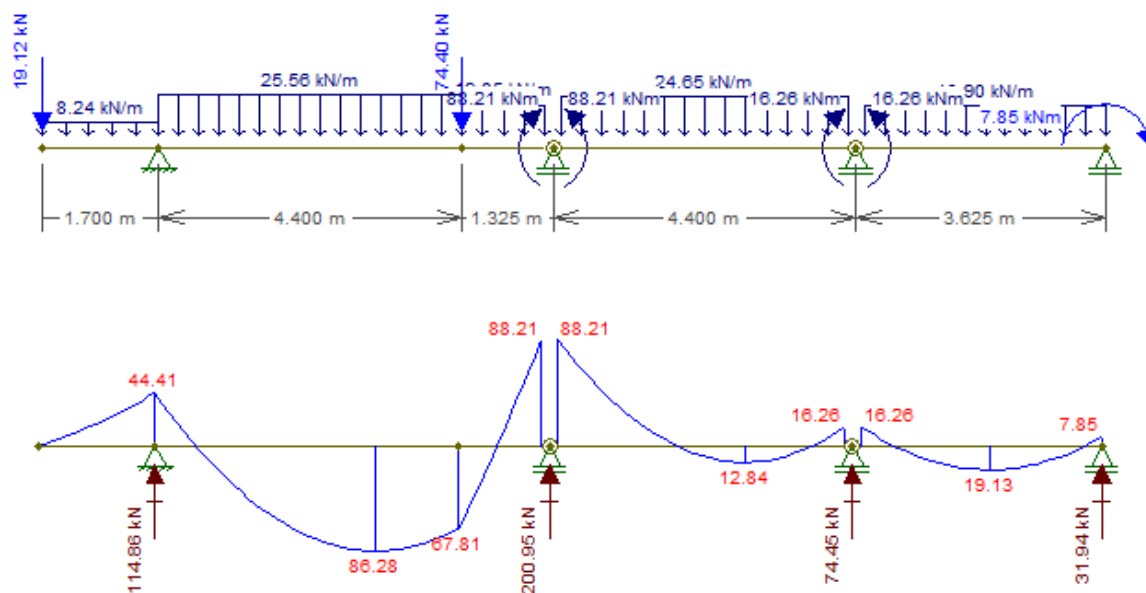 19.12 kN
8.24 kN/m
25.56 kN/m
74.40 kN
88.21 kNm
88.21 kNm
24.65 kN/m
16.26 kNm
16.26 kNm
7.85 kNm
1.700 m
4.400 m
1.325 m
4.400 m
3.625 m
44.41
86.28
67.81
88.21
88.21
12.84
16.26
16.26
19.13
7.85
114.86 kN
200.95 kN
74.45 kN
31.94 kN